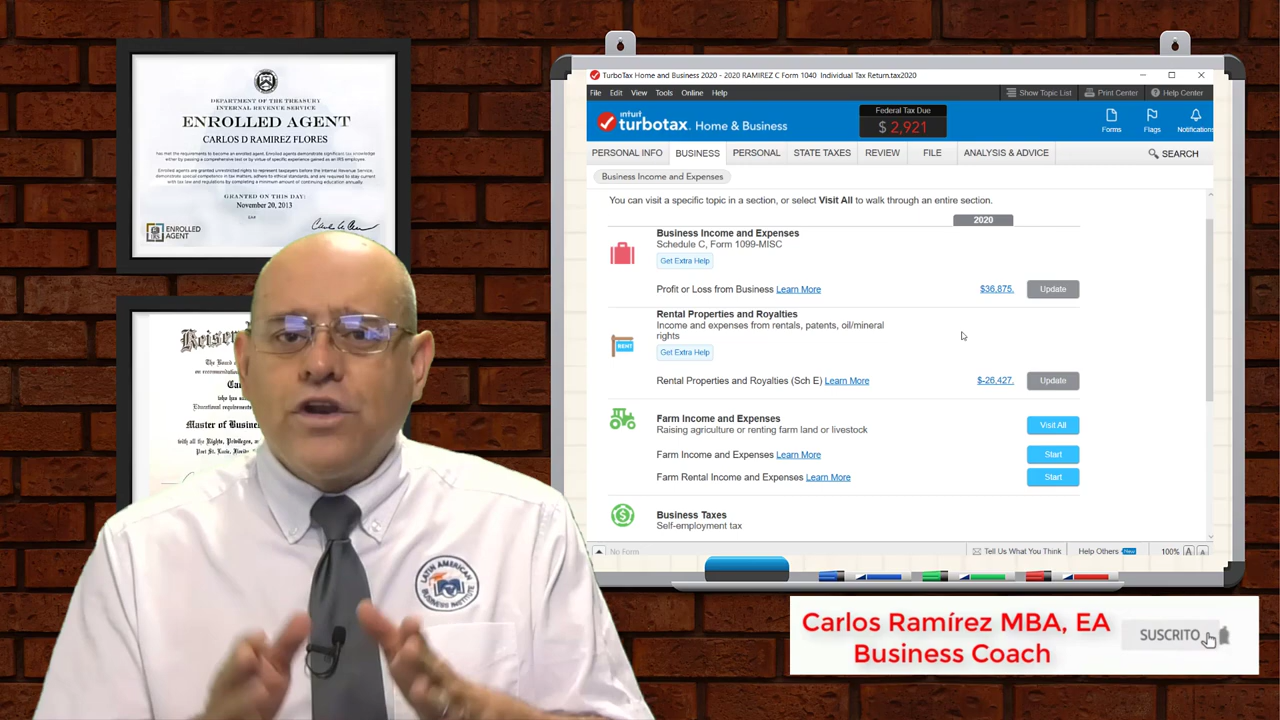 DEPARTMENT OF THE TREASURY
INTERNAL REVENUE SERVICE
ENROLLED AGENT
CARLOS D RAMIREZ FLORES
GRANTED ON THIS DAY:
November 20, 2013
ENROLLED
AGENT
Keiser
The Board
Master of Busine
LATIN AMERICAN
BUSINESS INSTITUTE
TurboTax Home and Business 2020 - 2020 RAMIREZ C Form 1040 Individual Tax Return.tax2020
File Edit View Tools Online Help
Show Topic List Print Center Help Center
intuit
turbotax. Home & Business
Federal Tax Due
$ 2,921
Forms Flags Notifications
PERSONAL INFO BUSINESS PERSONAL STATE TAXES REVIEW FILE ANALYSIS & ADVICE SEARCH
Business Income and Expenses
You can visit a specific topic in a section, or select Visit All to walk through an entire section.
2020
Business Income and Expenses
Schedule C, Form 1099-MISC
Get Extra Help
Profit or Loss from Business Learn More $36,875. Update
Rental Properties and Royalties
Income and expenses from rentals, patents, oil/mineral
rights
Get Extra Help
RENT
Rental Properties and Royalties (Sch E) Learn More $-26,427. Update
Farm Income and Expenses
Raising agriculture or renting farm land or livestock
Visit All
Farm Income and Expenses Learn More Start
Farm Rental Income and Expenses Learn More Start
Business Taxes
Self-employment tax
No Form Tell Us What You Think Help Others New 100% A A
Carlos Ramírez MBA, EA
Business Coach
SUSCRITO